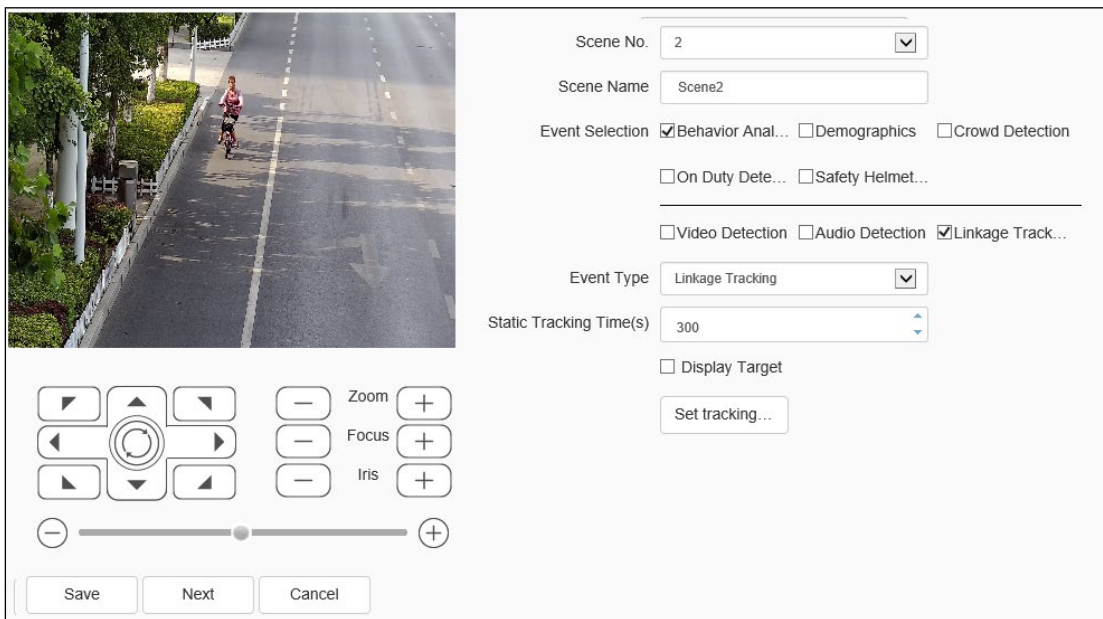 Scene No. 2
Scene Name Scene2
Event Selection Behavior Anal... Demographics Crowd Detection
On Duty Dete... Safety Helmet...
Video Detection Audio Detection Linkage Track...
Event Type Linkage Tracking
Static Tracking Time(s) 300
Display Target
Set tracking...
Zoom
Focus
Iris
Save Next Cancel